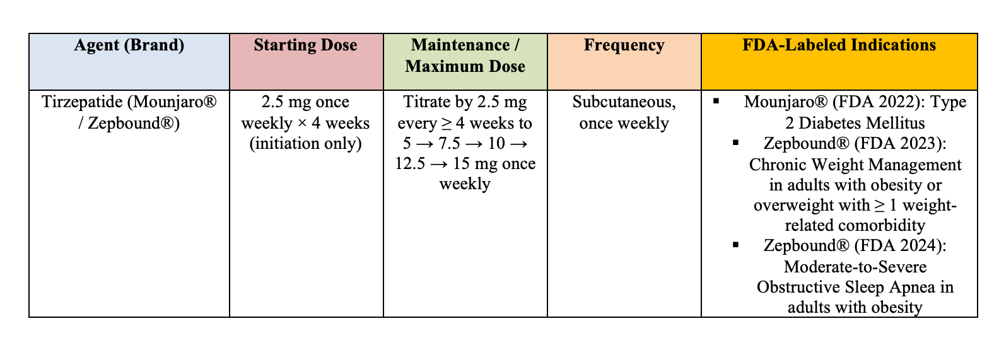 Agent (Brand)
Starting Dose
Maintenance /
Maximum Dose
Frequency
FDA-Labeled Indications
Tirzepatide (Mounjaro®
/ Zepbound®)
2.5 mg once
weekly × 4 weeks
(initiation only)
Titrate by 2.5 mg
every ≥ 4 weeks to
5 → 7.5 → 10 →
12.5 → 15 mg once
weekly
Subcutaneous,
once weekly
▪ Mounjaro® (FDA 2022): Type
2 Diabetes Mellitus
▪ Zepbound® (FDA 2023):
Chronic Weight Management
in adults with obesity or
overweight with ≥ 1 weight-
related comorbidity
▪ Zepbound® (FDA 2024):
Moderate-to-Severe
Obstructive Sleep Apnea in
adults with obesity